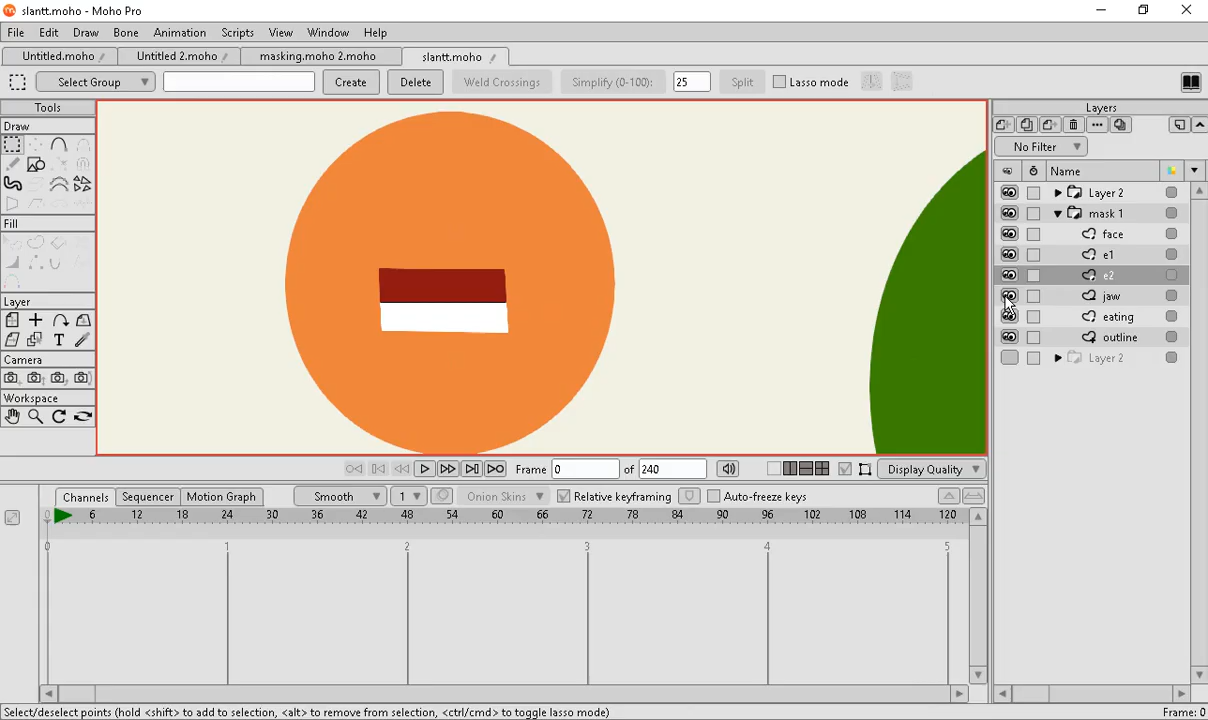 slantt.moho - Moho Pro
File Edit Draw Bone Animation Scripts View Window Help
Untitled.moho Untitled 2.moho masking.moho 2.moho slantt.moho
Select Group Create Delete Weld Crossings Simplify (0-100): 25 Split Lasso mode
Tools
Draw
Fill
Layer
Camera
Workspace
Layers
No Filter
Name
Layer 2
mask 1
face
e1
e2
jaw
eating
outline
Layer 2
Frame 0 of 240 Display Quality
Channels Sequencer Motion Graph Smooth 1 Onion Skins Relative keyframing Auto-freeze keys
0 6 12 18 24 30 36 42 48 54 60 66 72 78 84 90 96 102 108 114 120
0 1 2 3 4 5
Select/deselect points (hold <shift> to add to selection, <alt> to remove from selection, <ctrl/cmd> to toggle lasso mode) Frame: 0